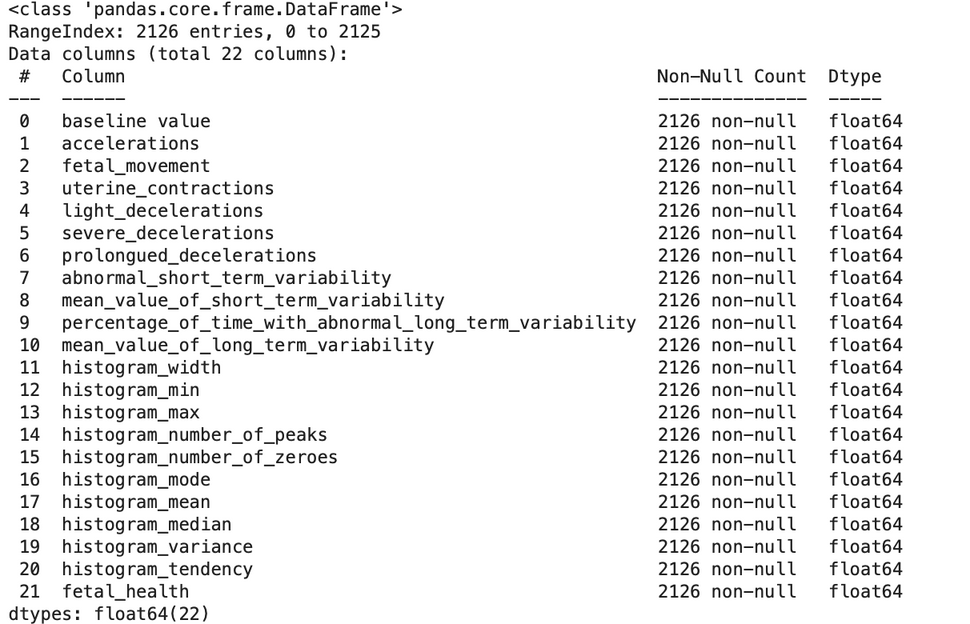 <class 'pandas.core.frame.DataFrame'>
RangeIndex: 2126 entries, 0 to 2125
Data columns (total 22 columns):
 #   Column                                                  Non-Null Count  Dtype
---  ------                                                  --------------  -----
 0   baseline value                                          2126 non-null   float64
 1   accelerations                                           2126 non-null   float64
 2   fetal_movement                                          2126 non-null   float64
 3   uterine_contractions                                    2126 non-null   float64
 4   light_decelerations                                     2126 non-null   float64
 5   severe_decelerations                                    2126 non-null   float64
 6   prolongued_decelerations                                2126 non-null   float64
 7   abnormal_short_term_variability                         2126 non-null   float64
 8   mean_value_of_short_term_variability                    2126 non-null   float64
 9   percentage_of_time_with_abnormal_long_term_variability  2126 non-null   float64
 10  mean_value_of_long_term_variability                     2126 non-null   float64
 11  histogram_width                                         2126 non-null   float64
 12  histogram_min                                           2126 non-null   float64
 13  histogram_max                                           2126 non-null   float64
 14  histogram_number_of_peaks                               2126 non-null   float64
 15  histogram_number_of_zeroes                              2126 non-null   float64
 16  histogram_mode                                          2126 non-null   float64
 17  histogram_mean                                          2126 non-null   float64
 18  histogram_median                                        2126 non-null   float64
 19  histogram_variance                                      2126 non-null   float64
 20  histogram_tendency                                      2126 non-null   float64
 21  fetal_health                                            2126 non-null   float64
dtypes: float64(22)